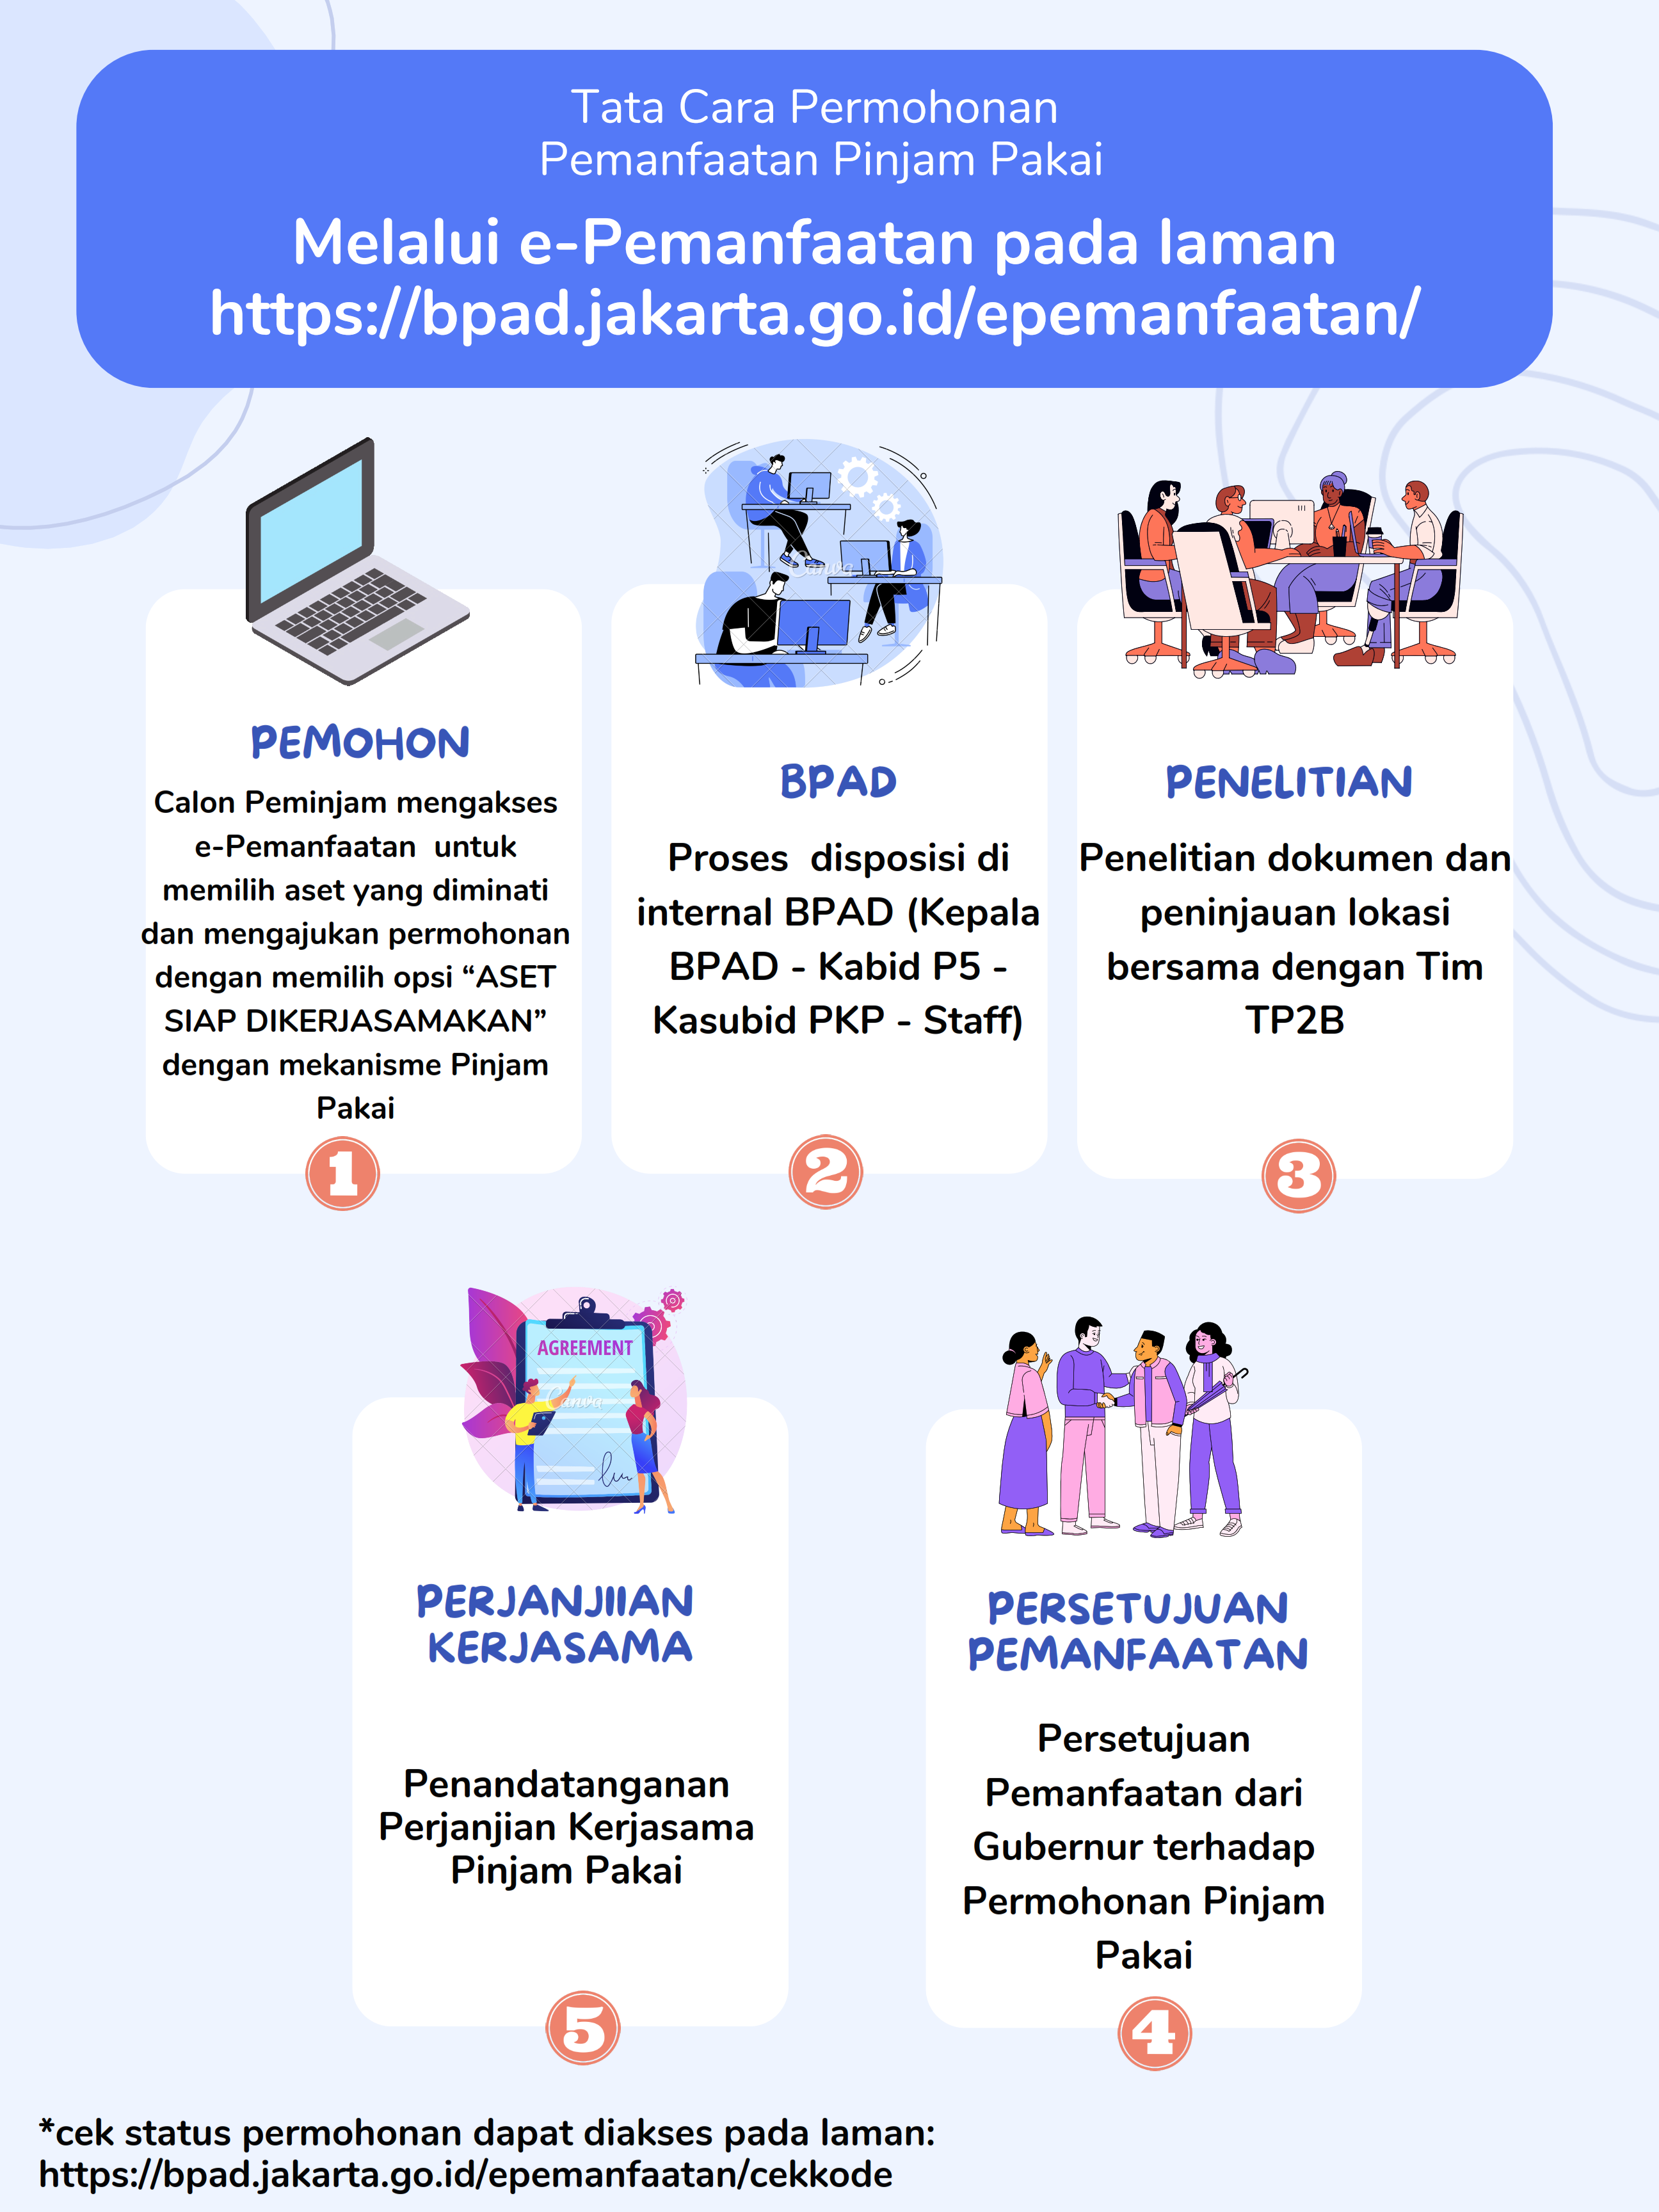 Tata Cara Permohonan
Pemanfaatan Pinjam Pakai
Melalui e-Pemanfaatan pada laman
https://bpad.jakarta.go.id/epemanfaatan/
PEMOHON
Calon Peminjam mengakses
e-Pemanfaatan untuk
memilih aset yang diminati
dan mengajukan permohonan
dengan memilih opsi “ASET
SIAP DIKERJASAMAKAN”
dengan mekanisme Pinjam
Pakai
1
Canva
BPAD
Proses disposisi di
internal BPAD (Kepala
BPAD - Kabid P5 -
Kasubid PKP - Staff)
2
PENELITIAN
Penelitian dokumen dan
peninjauan lokasi
bersama dengan Tim
TP2B
3
PERSETUJUAN
PEMANFAATAN
Persetujuan
Pemanfaatan dari
Gubernur terhadap
Permohonan Pinjam
Pakai
4
AGREEMENT
Canva
PERJANJIIAN
KERJASAMA
Penandatanganan
Perjanjian Kerjasama
Pinjam Pakai
5
*cek status permohonan dapat diakses pada laman:
https://bpad.jakarta.go.id/epemanfaatan/cekkode